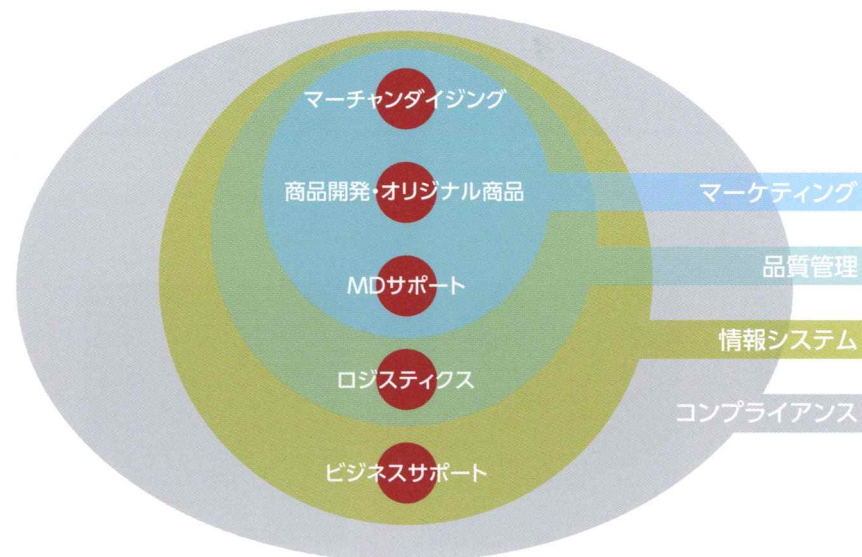 マーチャンダイジング
商品開発・オリジナル商品
マーケティング
品質管理
MDサポート
情報システム
ロジスティクス
コンプライアンス
ビジネスサポート